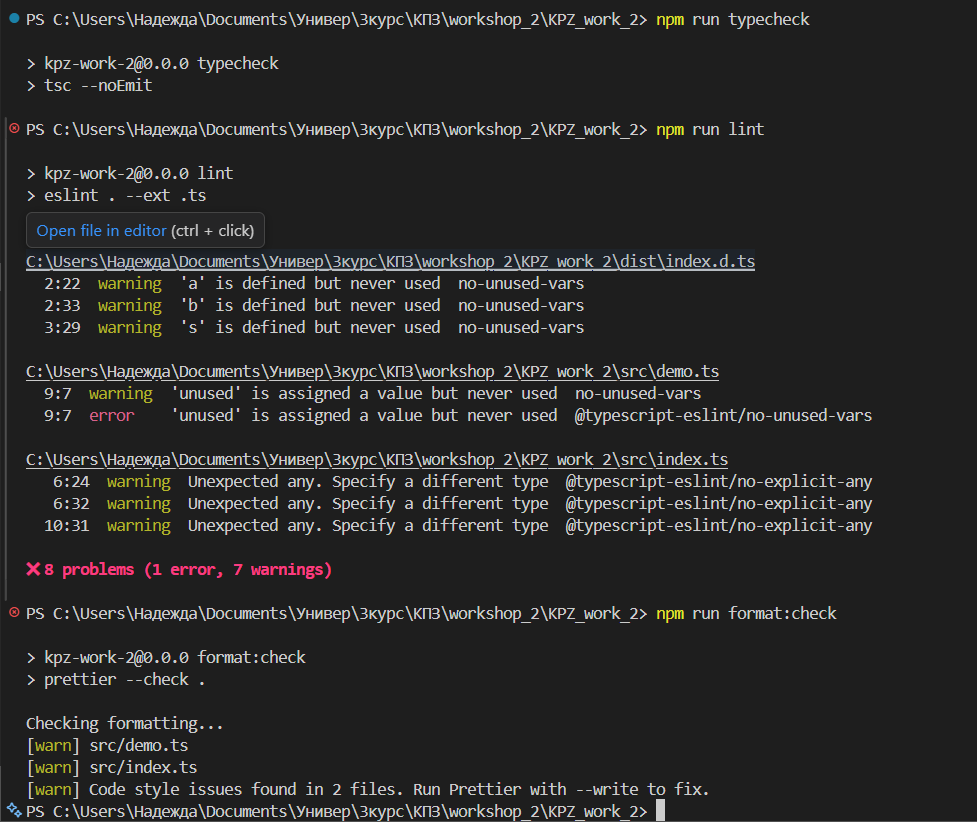 PS C:\Users\Надежда\Documents\Универ\3курс\КПЗ\workshop_2\KPZ_work_2> npm run typecheck
> kpz-work-2@0.0.0 typecheck
> tsc --noEmit
PS C:\Users\Надежда\Documents\Универ\3курс\КПЗ\workshop_2\KPZ_work_2> npm run lint
> kpz-work-2@0.0.0 lint
> eslint . --ext .ts
Open file in editor (ctrl + click)
C:\Users\Надежда\Documents\Универ\3курс\КПЗ\workshop_2\KPZ_work_2\dist\index.d.ts
2:22 warning 'a' is defined but never used no-unused-vars
2:33 warning 'b' is defined but never used no-unused-vars
3:29 warning 's' is defined but never used no-unused-vars
C:\Users\Надежда\Documents\Универ\3курс\КПЗ\workshop_2\KPZ_work_2\src\demo.ts
9:7 warning 'unused' is assigned a value but never used no-unused-vars
9:7 error 'unused' is assigned a value but never used @typescript-eslint/no-unused-vars
C:\Users\Надежда\Documents\Универ\3курс\КПЗ\workshop_2\KPZ_work_2\src\index.ts
6:24 warning Unexpected any. Specify a different type @typescript-eslint/no-explicit-any
6:32 warning Unexpected any. Specify a different type @typescript-eslint/no-explicit-any
10:31 warning Unexpected any. Specify a different type @typescript-eslint/no-explicit-any
✖ 8 problems (1 error, 7 warnings)
PS C:\Users\Надежда\Documents\Универ\3курс\КПЗ\workshop_2\KPZ_work_2> npm run format:check
> kpz-work-2@0.0.0 format:check
> prettier --check .
Checking formatting...
[warn] src/demo.ts
[warn] src/index.ts
[warn] Code style issues found in 2 files. Run Prettier with --write to fix.
PS C:\Users\Надежда\Documents\Универ\3курс\КПЗ\workshop_2\KPZ_work_2>